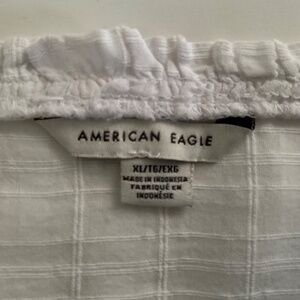 AMERICAN EAGLE
XL/TG/EXG
MADE IN INDONESIA
FABRIQUÉ EN
INDONÉSIE